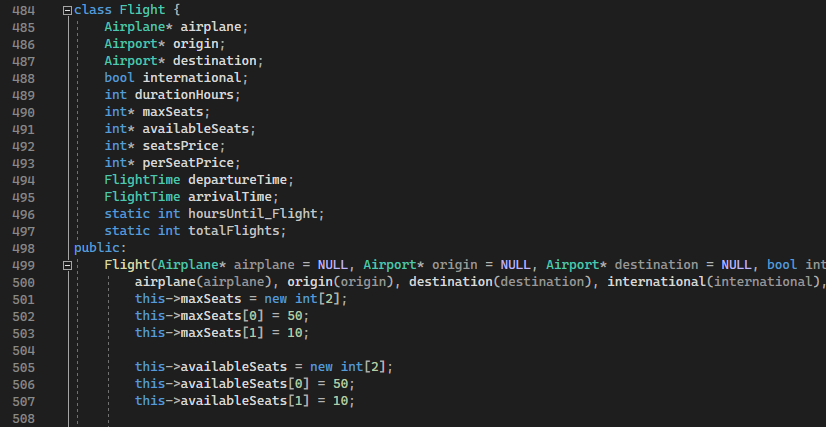 484 class Flight {
485 Airplane* airplane;
486 Airport* origin;
487 Airport* destination;
488 bool international;
489 int durationHours;
490 int* maxSeats;
491 int* availableSeats;
492 int* seatsPrice;
493 int* perSeatPrice;
494 FlightTime departureTime;
495 FlightTime arrivalTime;
496 static int hoursUntil_Flight;
497 static int totalFlights;
498 public:
499 Flight(Airplane* airplane = NULL, Airport* origin = NULL, Airport* destination = NULL, bool int
500 airplane(airplane), origin(origin), destination(destination), international(international),
501 this->maxSeats = new int[2];
502 this->maxSeats[0] = 50;
503 this->maxSeats[1] = 10;
504
505 this->availableSeats = new int[2];
506 this->availableSeats[0] = 50;
507 this->availableSeats[1] = 10;
508